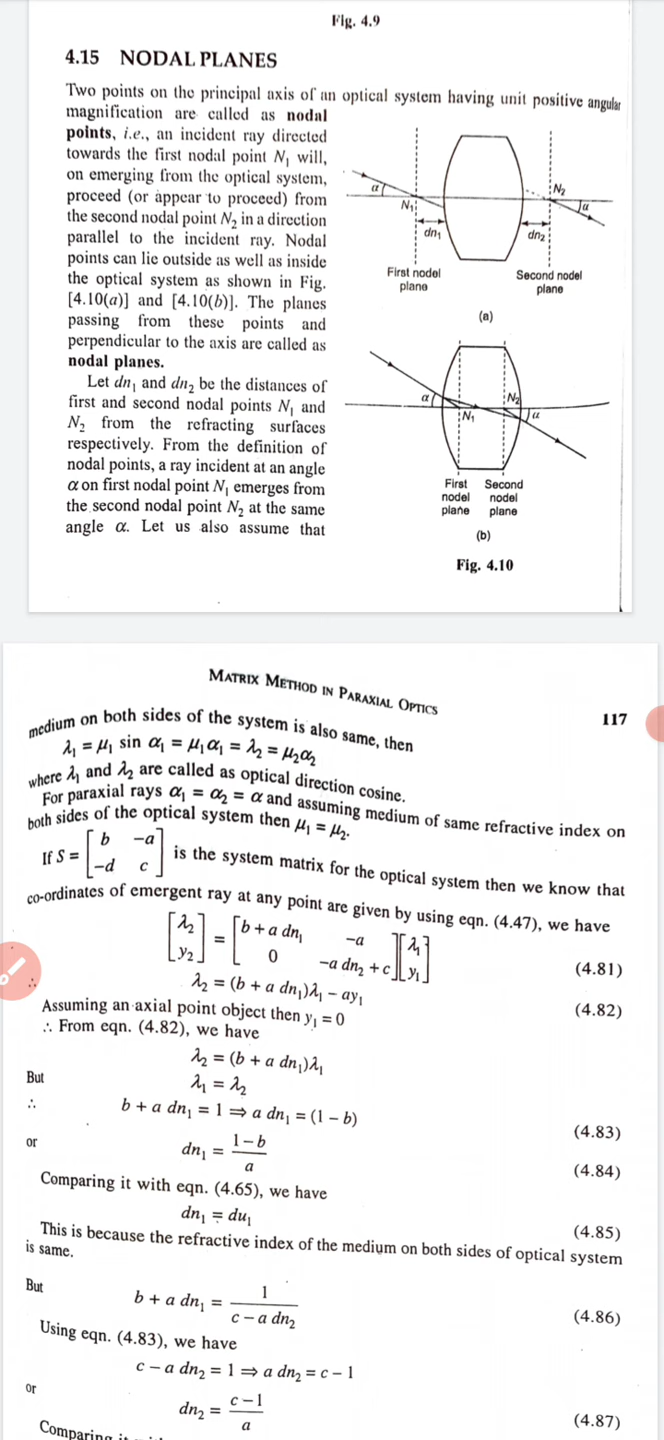 Fig. 4.9
4.15 NODAL PLANES
Two points on the principal axis of an optical system having unit positive angular
magnification are called as nodal
points, i.e., an incident ray directed
towards the first nodal point N₁ will,
on emerging from the optical system,
proceed (or appear to proceed) from
the second nodal point N₂ in a direction
parallel to the incident ray. Nodal
points can lie outside as well as inside
the optical system as shown in Fig.
[4.10(a)] and [4.10(b)]. The planes
passing from these points and
perpendicular to the axis are called as
nodal planes.
Let dn₁ and dn₂ be the distances of
first and second nodal points N₁ and
N₂ from the refracting surfaces
respectively. From the definition of
nodal points, a ray incident at an angle
α on first nodal point N₁ emerges from
the second nodal point N₂ at the same
angle α. Let us also assume that
α
N₁
dn₁
N₂
α
dn₂
First nodel
plane
Second nodel
plane
(a)
α
N₁
N₂
α
First
nodel
plane
Second
nodel
plane
(b)
Fig. 4.10
MATRIX METHOD IN PARAXIAL OPTICS
117
medium on both sides of the system is also same, then
λ₁ = μ₁ sin α₁ = μ₁α₁ = λ₂ = μ₂α₂
where λ₁ and λ₂ are called as optical direction cosine.
For paraxial rays α₁ = α₂ = α and assuming medium of same refractive index on
both sides of the optical system then μ₁ = μ₂.
If S = [b −a; −d c] is the system matrix for the optical system then we know that
co-ordinates of emergent ray at any point are given by using eqn. (4.47), we have
[λ₂; y₂] = [b + a dn₁ −a; 0 −a dn₂ + c][λ₁; y₁] (4.81)
∴ λ₂ = (b + a dn₁)λ₁ − ay₁ (4.82)
Assuming an axial point object then y₁ = 0
∴ From eqn. (4.82), we have
λ₂ = (b + a dn₁)λ₁
But λ₁ = λ₂
∴ b + a dn₁ = 1 ⇒ a dn₁ = (1 − b) (4.83)
or dn₁ = (1 − b)/a (4.84)
Comparing it with eqn. (4.65), we have
dn₁ = du₁ (4.85)
This is because the refractive index of the medium on both sides of optical system
is same.
But b + a dn₁ = 1/(c − a dn₂) (4.86)
Using eqn. (4.83), we have
c − a dn₂ = 1 ⇒ a dn₂ = c − 1
or dn₂ = (c − 1)/a (4.87)
Comparing